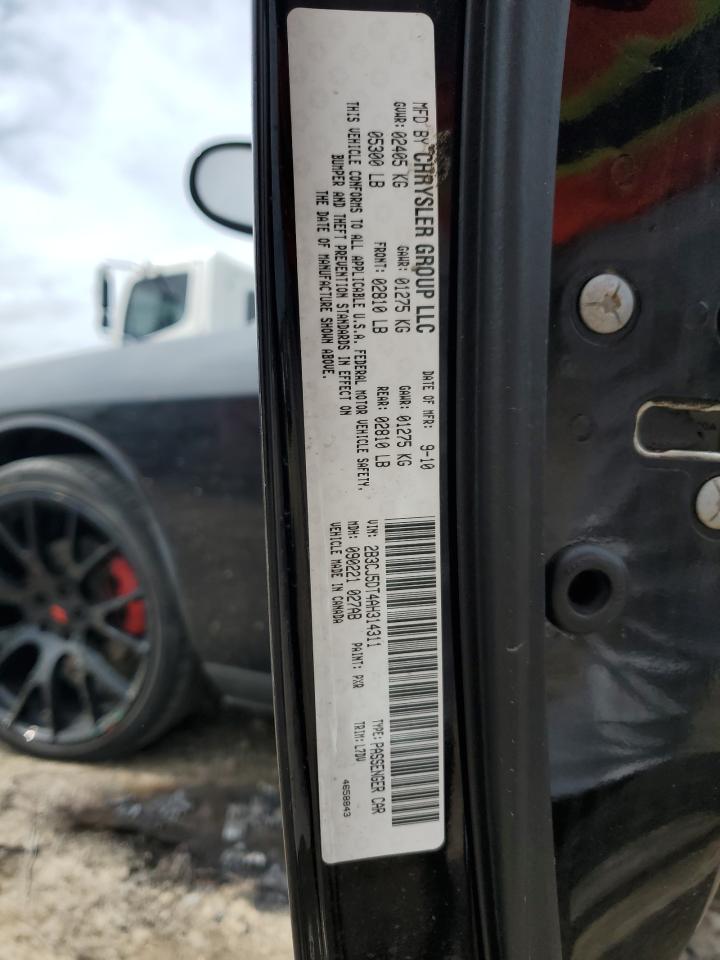 MFD BY CHRYSLER GROUP LLC DATE OF MFR: 9-10
GVWR: 02405 KG GAWR: 01275 KG GAWR: 01275 KG
05300 LB FRONT: 02810 LB REAR: 02810 LB
THIS VEHICLE CONFORMS TO ALL APPLICABLE U.S.A. FEDERAL MOTOR VEHICLE SAFETY,
BUMPER AND THEFT PREVENTION STANDARDS IN EFFECT ON
THE DATE OF MANUFACTURE SHOWN ABOVE.
VIN: 2B3CJ5DT4AH314311 TYPE: PASSENGER CAR
MDH: 090221 027AB PAINT: PXR TRIM: L7DV
VEHICLE MADE IN CANADA 4658843